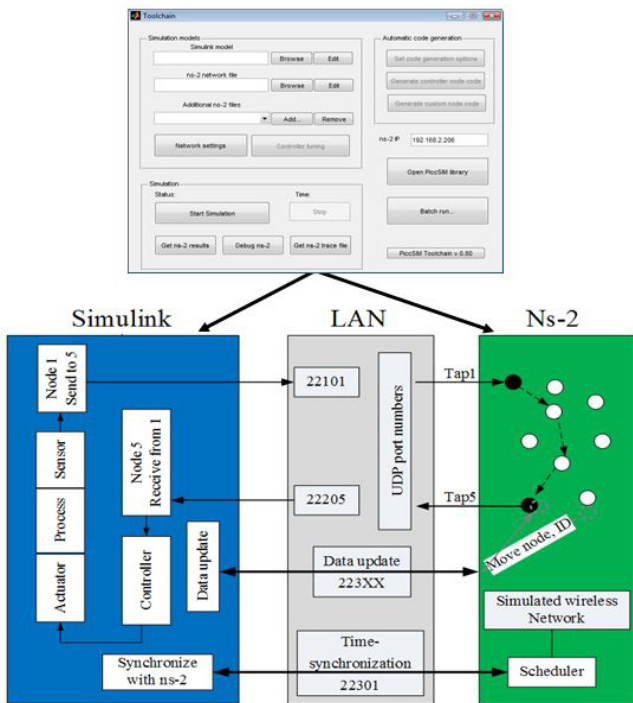 Toolchain
Simulation models
Simulink model
Browse
Edit
ns-2 network file
Browse
Edit
Additional ns-2 files
Add...
Remove
Network settings
Controller tuning
Simulation
Status:
Time:
Start Simulation
Stop
Get ns-2 results
Debug ns-2
Get ns-2 trace file
Automatic code generation
Set code generation options
Generate controller node code
Generate custom node code
ns-2 IP
192.168.2.206
Open PiccSIM library
Batch run...
PiccSIM Toolchain v.0.80
Simulink
LAN
Ns-2
Node 1
Send to 5
Sensor
Process
Actuator
Node 5
Receive from 1
Controller
Data update
Synchronize
with ns-2
22101
22205
UDP port numbers
Data update
223XX
Time-
synchronization
22301
Tap1
Tap5
Move node, ID
Simulated wireless
Network
Scheduler